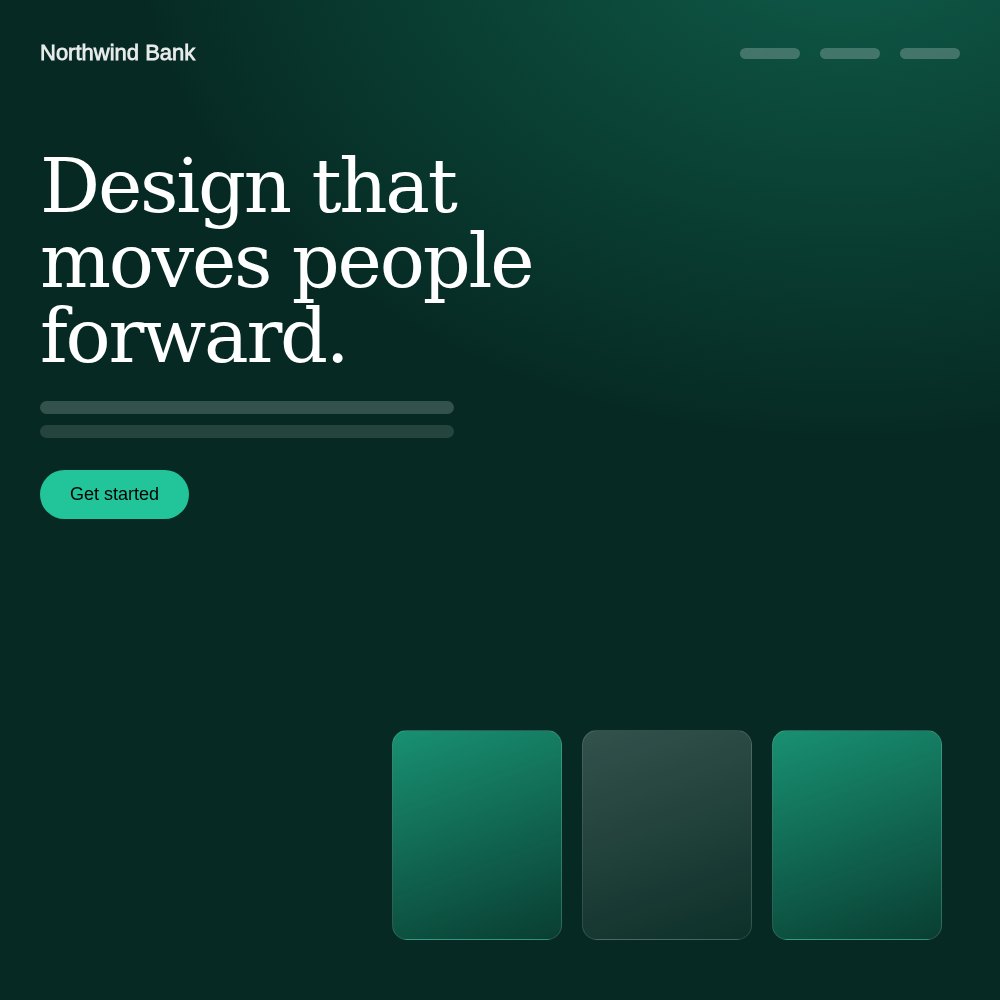 Northwind Bank
Design that
moves people
forward.
Get started